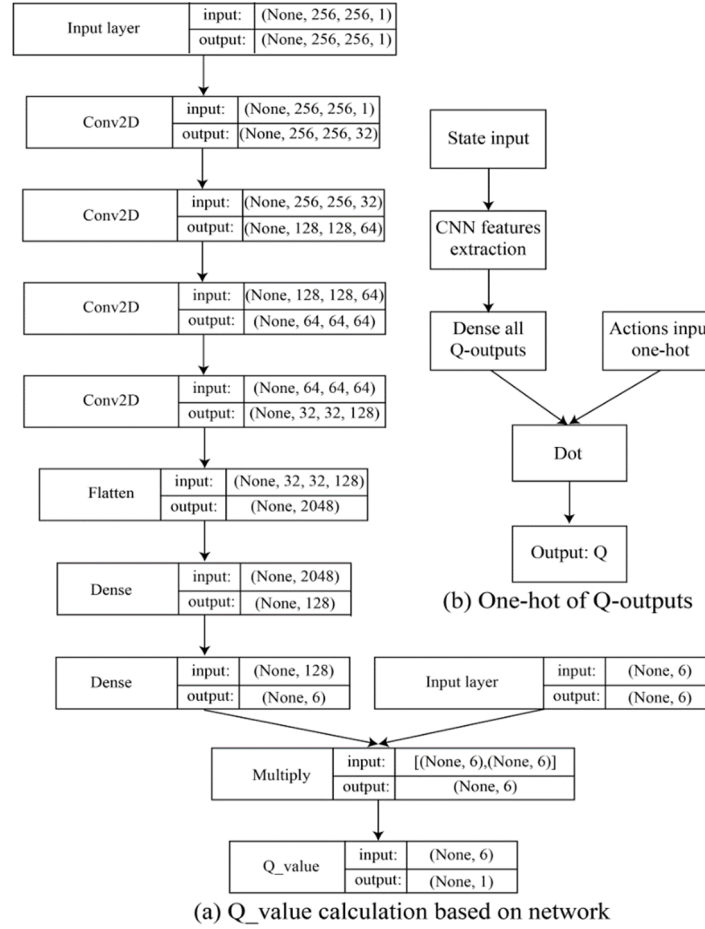 Input layer
input: (None, 256, 256, 1)
output: (None, 256, 256, 1)
Conv2D
input: (None, 256, 256, 1)
output: (None, 256, 256, 32)
Conv2D
input: (None, 256, 256, 32)
output: (None, 128, 128, 64)
Conv2D
input: (None, 128, 128, 64)
output: (None, 64, 64, 64)
Conv2D
input: (None, 64, 64, 64)
output: (None, 32, 32, 128)
Flatten
input: (None, 32, 32, 128)
output: (None, 2048)
Dense
input: (None, 2048)
output: (None, 128)
Dense
input: (None, 128)
output: (None, 6)
Input layer
input: (None, 6)
output: (None, 6)
Multiply
input: [(None, 6),(None, 6)]
output: (None, 6)
Q_value
input: (None, 6)
output: (None, 1)
(a) Q_value calculation based on network
State input
CNN features
extraction
Dense all
Q-outputs
Actions input
one-hot
Dot
Output: Q
(b) One-hot of Q-outputs